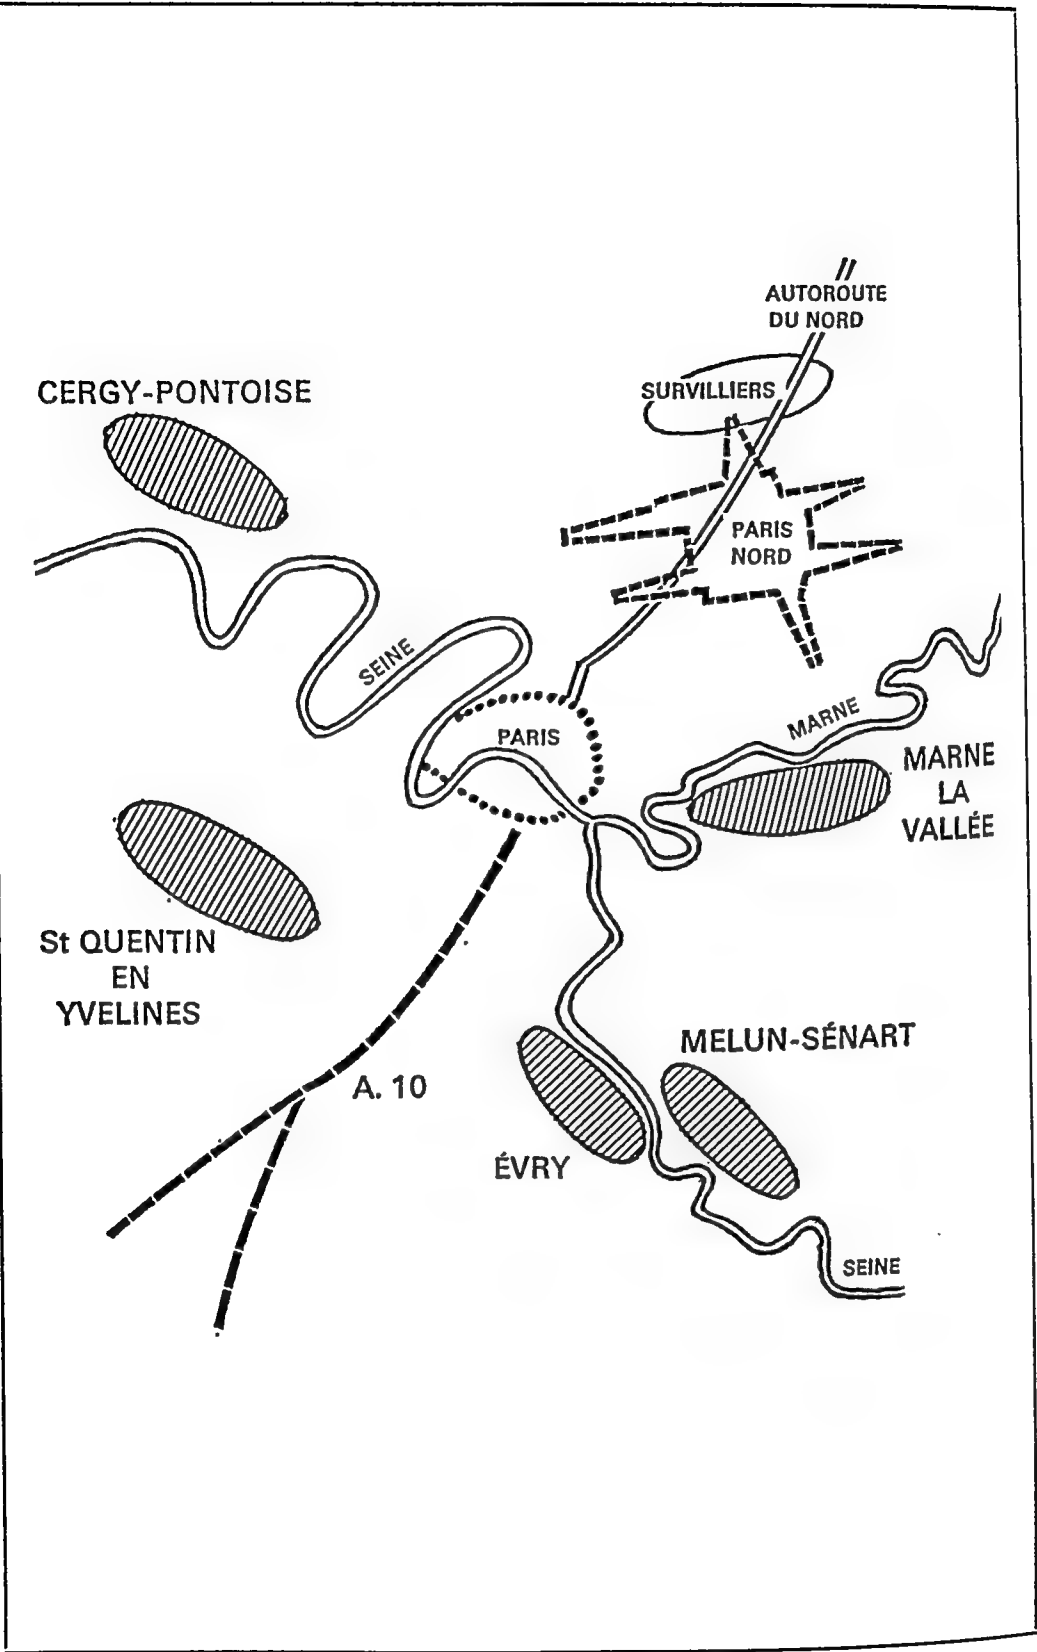 AUTOROUTE
DU NORD
CERGY-PONTOISE
SURVILLIERS
PARIS
NORD
SEINE
MARNE
PARIS
MARNE
LA
VALLÉE
St QUENTIN
EN
YVELINES
A. 10
MELUN-SÉNART
ÉVRY
SEINE